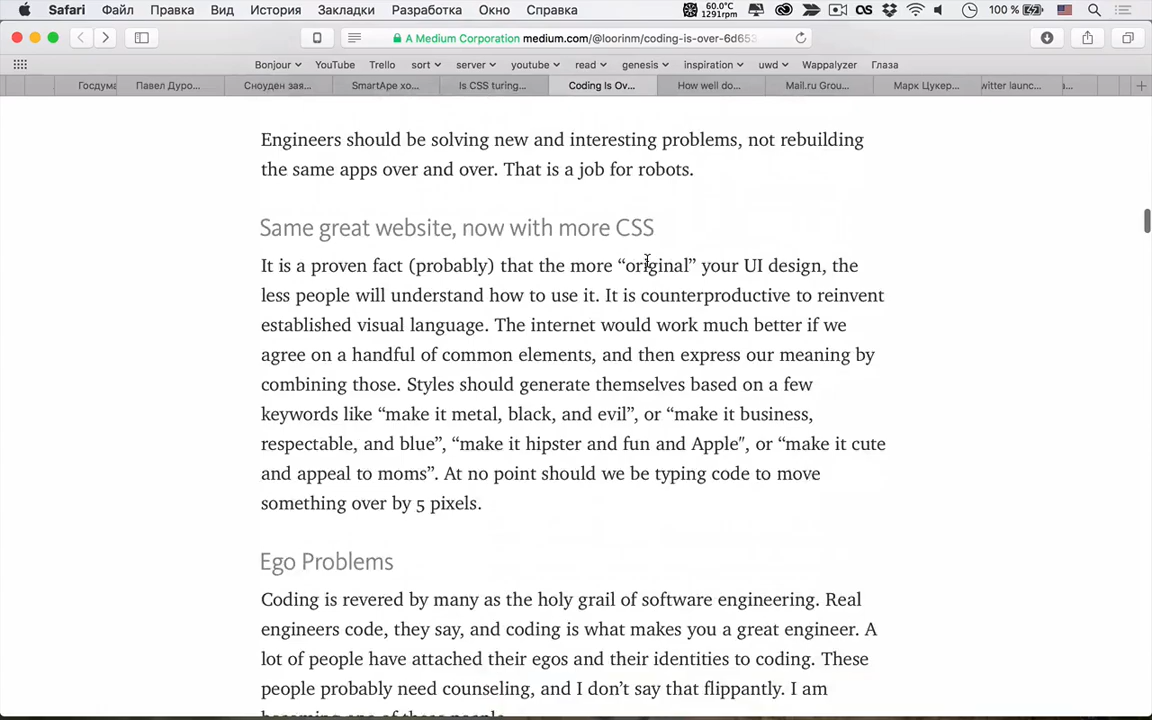 Safari Файл Правка Вид История Закладки Разработка Окно Справка 60.0°C 1291rpm 100 %
A Medium Corporation medium.com/@loorinm/coding-is-over-6d653
Bonjour YouTube Trello sort server youtube read genesis inspiration uwd Wappalyzer Глаза
Госдума Павел Дуро... Сноуден зая... SmartApe хо... Is CSS turing... Coding Is Ov... How well do... Mail.ru Grou... Марк Цукер... witter launc...
Engineers should be solving new and interesting problems, not rebuilding
the same apps over and over. That is a job for robots.
Same great website, now with more CSS
It is a proven fact (probably) that the more “original” your UI design, the
less people will understand how to use it. It is counterproductive to reinvent
established visual language. The internet would work much better if we
agree on a handful of common elements, and then express our meaning by
combining those. Styles should generate themselves based on a few
keywords like “make it metal, black, and evil”, or “make it business,
respectable, and blue”, “make it hipster and fun and Apple", or “make it cute
and appeal to moms”. At no point should we be typing code to move
something over by 5 pixels.
Ego Problems
Coding is revered by many as the holy grail of software engineering. Real
engineers code, they say, and coding is what makes you a great engineer. A
lot of people have attached their egos and their identities to coding. These
people probably need counseling, and I don’t say that flippantly. I am